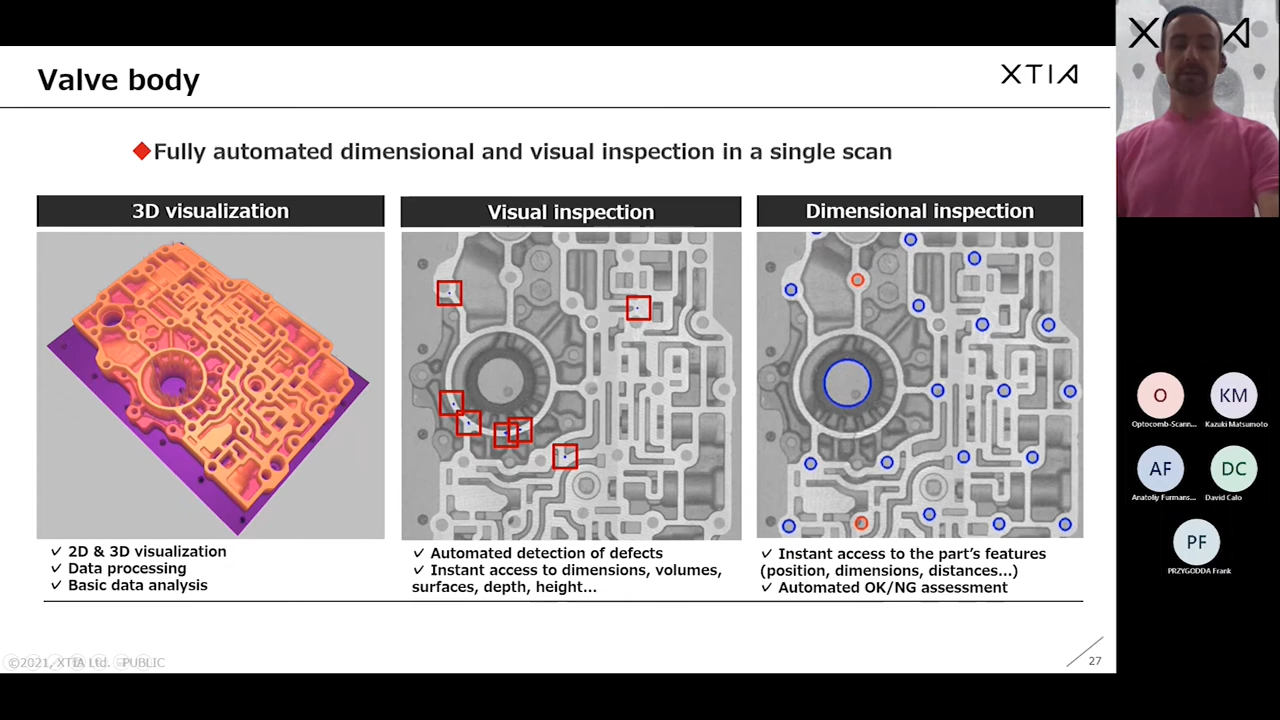 Valve body
XTIA
Fully automated dimensional and visual inspection in a single scan
3D visualization
Visual inspection
Dimensional inspection
✓ 2D & 3D visualization
✓ Data processing
✓ Basic data analysis
✓ Automated detection of defects
✓ Instant access to dimensions, volumes,
surfaces, depth, height...
✓ Instant access to the part's features
(position, dimensions, distances...)
✓ Automated OK/NG assessment
©2021, XTIA Ltd. PUBLIC
27
O
Optocomb-Scann...
KM
Kazuki Matsumoto
AF
Anatoliy Furmans...
DC
David Calo
PF
PRZYGODDA Frank